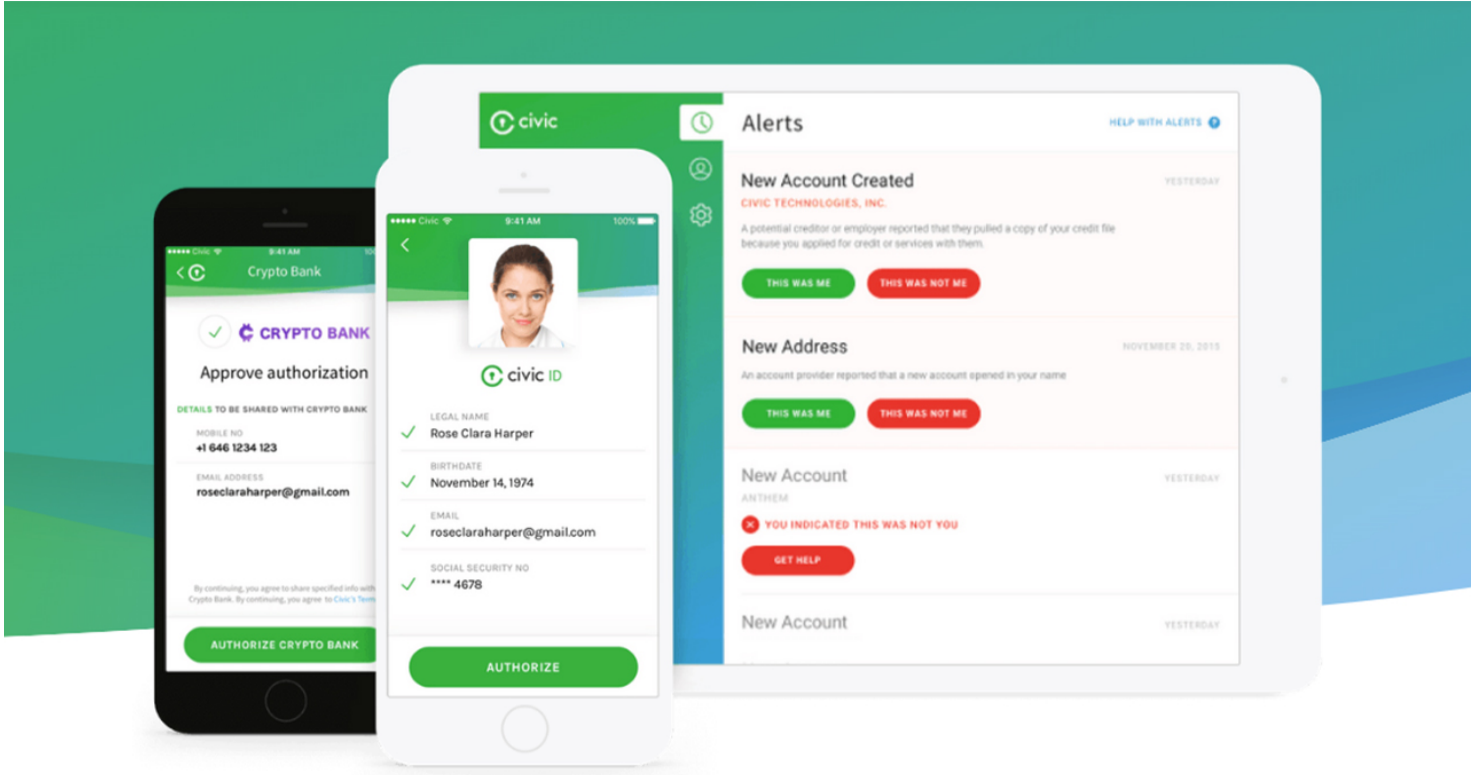 Civic
9:41 AM
10
Crypto Bank
CRYPTO BANK
Approve authorization
DETAILS TO BE SHARED WITH CRYPTO BANK
MOBILE NO
+1 646 1234 123
EMAIL ADDRESS
roseclaraharper@gmail.com
By continuing, you agree to share specified info with
Crypto Bank. By continuing, you agree to Civic's Term
AUTHORIZE CRYPTO BANK
Civic
9:41 AM
100%
civic ID
LEGAL NAME
Rose Clara Harper
BIRTHDATE
November 14, 1974
EMAIL
roseclaraharper@gmail.com
SOCIAL SECURITY NO
**** 4678
AUTHORIZE
civic
Alerts
HELP WITH ALERTS ?
New Account Created
YESTERDAY
CIVIC TECHNOLOGIES, INC.
A potential creditor or employer reported that they pulled a copy of your credit file
because you applied for credit or services with them.
THIS WAS ME
THIS WAS NOT ME
New Address
NOVEMBER 20, 2015
An account provider reported that a new account opened in your name
THIS WAS ME
THIS WAS NOT ME
New Account
YESTERDAY
ANTHEM
YOU INDICATED THIS WAS NOT YOU
GET HELP
New Account
YESTERDAY